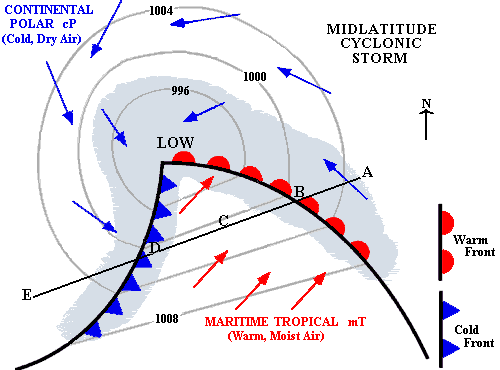 CONTINENTAL
POLAR cP
(Cold, Dry Air)
1004
MIDLATITUDE
CYCLONIC
STORM
1000
996
N
LOW
A
B
C
D
E
Warm
Front
1008
MARITIME TROPICAL mT
(Warm, Moist Air)
Cold
Front